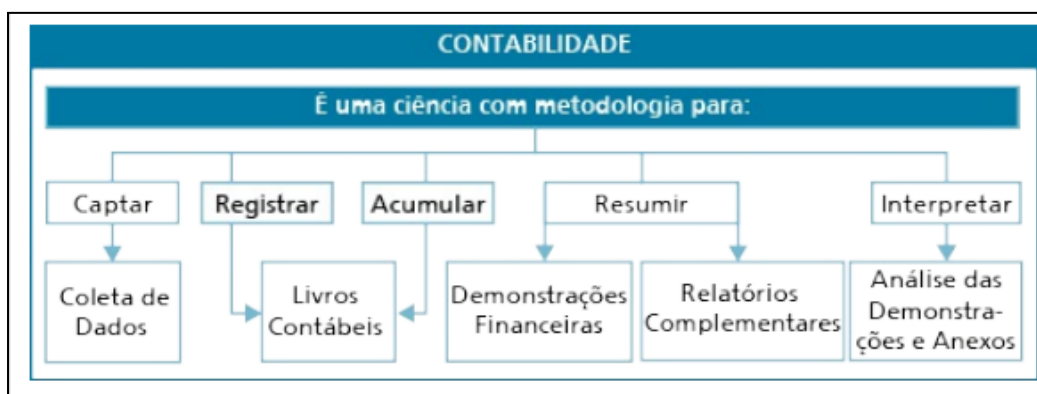 CONTABILIDADE
É uma ciência com metodologia para:
Captar
Registrar
Acumular
Resumir
Interpretar
Coleta de
Dados
Livros
Contábeis
Demonstrações
Financeiras
Relatórios
Complementares
Análise das
Demonstra-
ções e Anexos